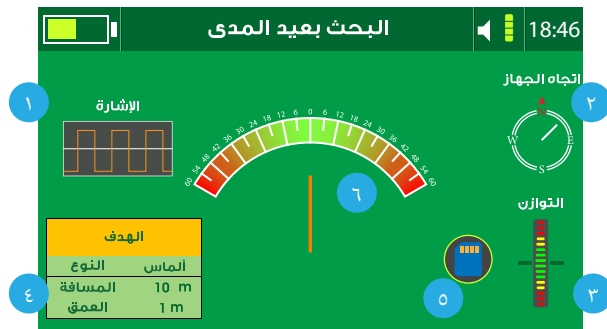 البحث بعيد المدى
18:46
١
الإشارة
اتجاه الجهاز
٢
N
W E
S
60 54 48 42 36 30 24 18 12 6 0 6 12 18 24 30 36 42 48 54 60
٦
التوازن
الهدف
النوع ألماس
المسافة 10 m
العمق 1 m
٤
٥
٣